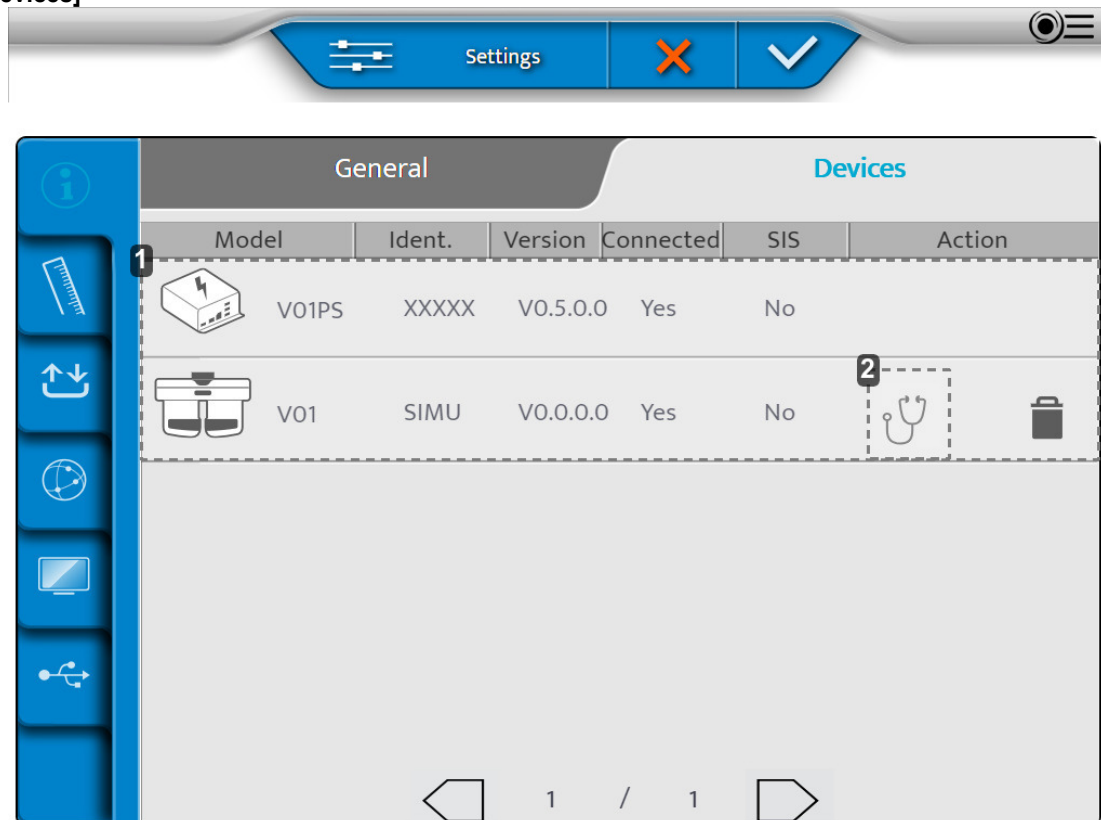 Settings
General Devices
Model Ident. Version Connected SIS Action
1
V01PS XXXXX V0.5.0.0 Yes No
2
V01 SIMU V0.0.0.0 Yes No
1 / 1